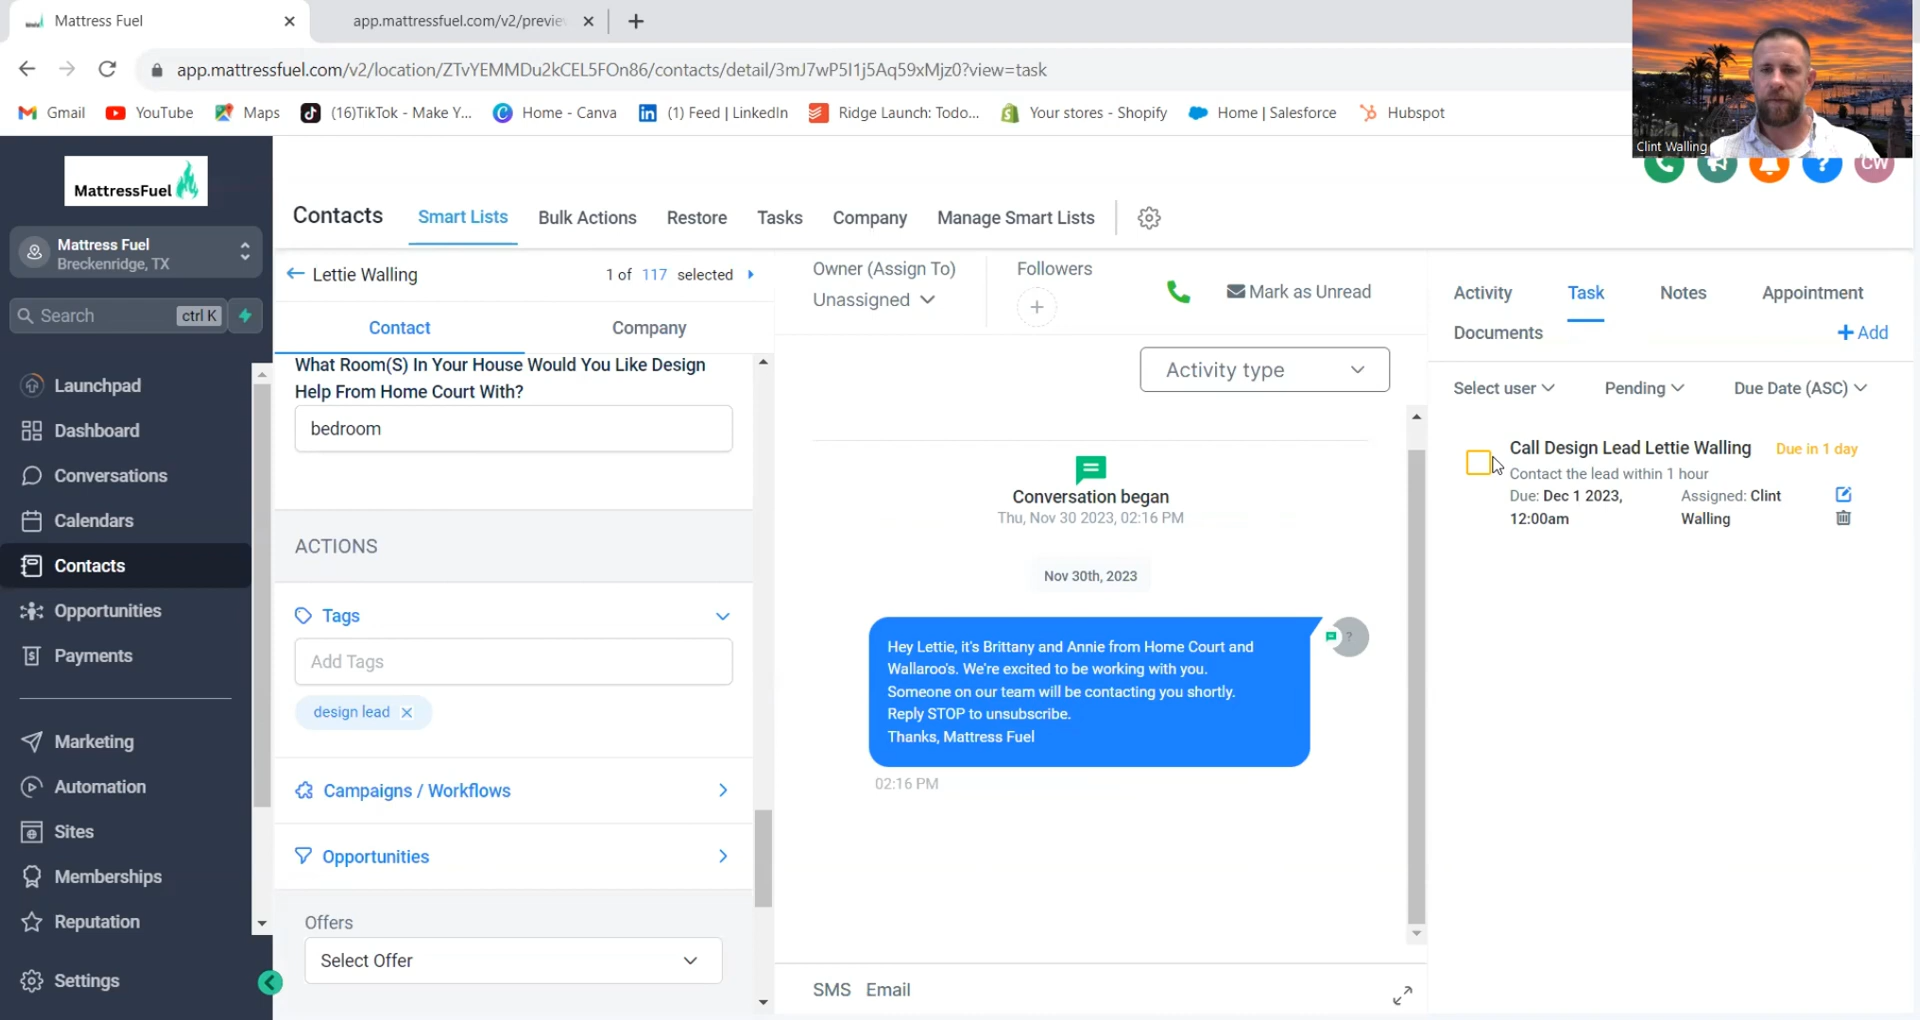 Mattress Fuel
app.mattressfuel.com/v2/previe
app.mattressfuel.com/v2/location/ZTvYEMMDu2kCEL5FOn86/contacts/detail/3mJ7wP5I1j5Aq59xMjz0?view=task
Gmail
YouTube
Maps
(16)TikTok - Make Y...
Home - Canva
(1) Feed | LinkedIn
Ridge Launch: Todo...
Your stores - Shopify
Home | Salesforce
Hubspot
Clint Walling
MattressFuel
Mattress Fuel
Breckenridge, TX
Search
ctrl K
Launchpad
Dashboard
Conversations
Calendars
Contacts
Opportunities
Payments
Marketing
Automation
Sites
Memberships
Reputation
Settings
Contacts
Smart Lists
Bulk Actions
Restore
Tasks
Company
Manage Smart Lists
?
CW
Lettie Walling
1 of 117 selected
Contact
Company
What Room(S) In Your House Would You Like Design
Help From Home Court With?
bedroom
ACTIONS
Tags
Add Tags
design lead
Campaigns / Workflows
Opportunities
Offers
Select Offer
Owner (Assign To)
Unassigned
Followers
Mark as Unread
Activity type
Conversation began
Thu, Nov 30 2023, 02:16 PM
Nov 30th, 2023
Hey Lettie, it's Brittany and Annie from Home Court and
Wallaroo's. We're excited to be working with you.
Someone on our team will be contacting you shortly.
Reply STOP to unsubscribe.
Thanks, Mattress Fuel
?
02:16 PM
SMS
Email
Activity
Task
Notes
Appointment
Documents
Add
Select user
Pending
Due Date (ASC)
Call Design Lead Lettie Walling
Due in 1 day
Contact the lead within 1 hour
Due: Dec 1 2023,
12:00am
Assigned: Clint
Walling